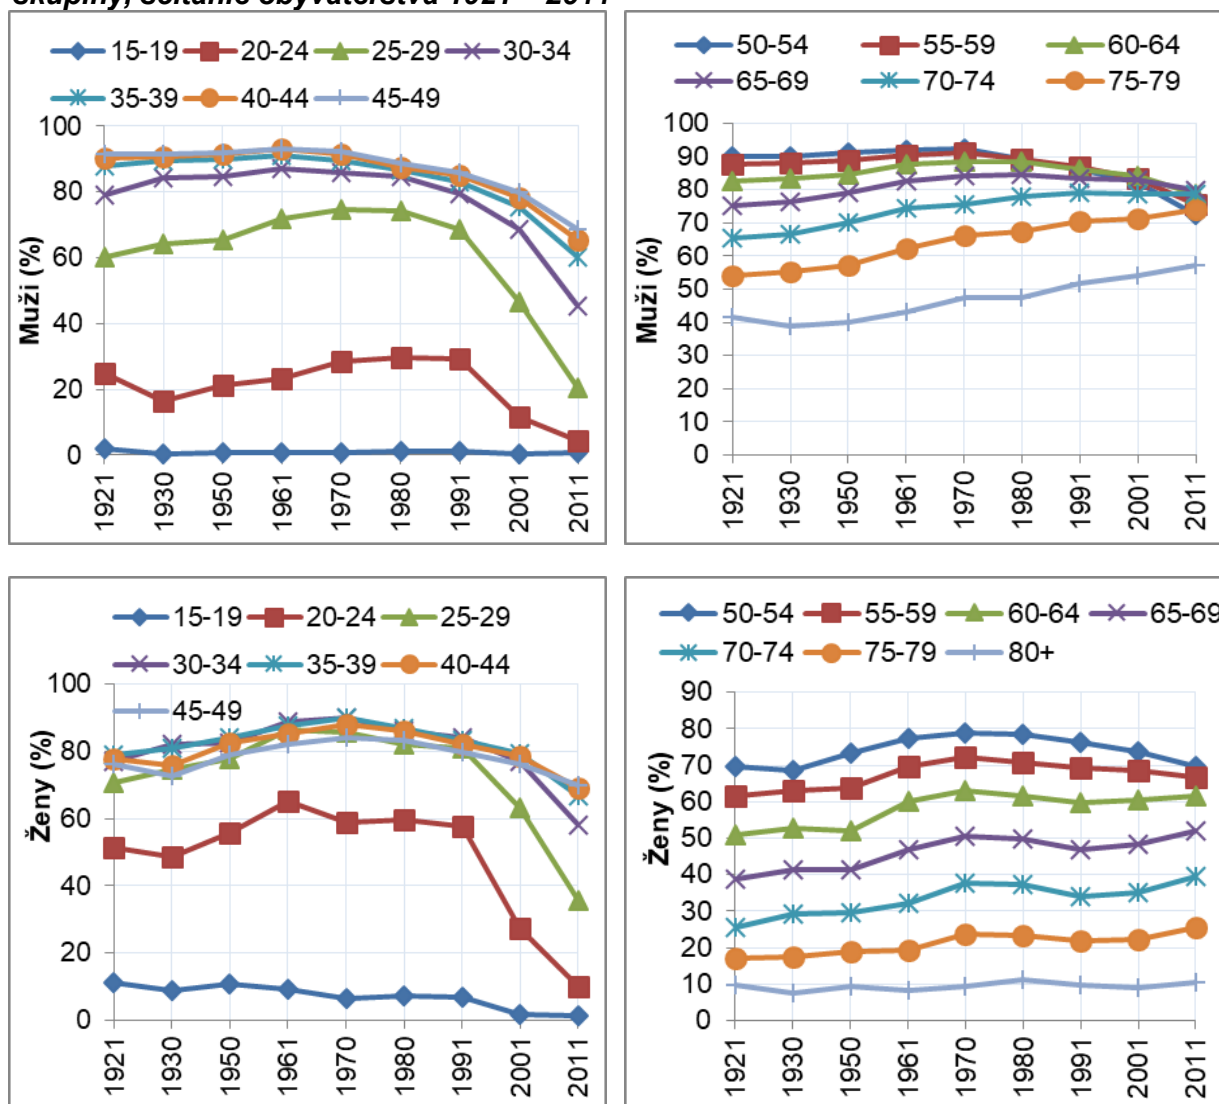 skupiny, sčítanie obyvateľstva 1921 – 2011
15-19 20-24 25-29 30-34
35-39 40-44 45-49
Muži (%)
100
80
60
40
20
0
1921 1930 1950 1961 1970 1980 1991 2001 2011
50-54 55-59 60-64
65-69 70-74 75-79
Muži (%)
100
90
80
70
60
50
40
30
20
10
0
1921 1930 1950 1961 1970 1980 1991 2001 2011
15-19 20-24 25-29
30-34 35-39 40-44
45-49
Ženy (%)
100
80
60
40
20
0
1921 1930 1950 1961 1970 1980 1991 2001 2011
50-54 55-59 60-64 65-69
70-74 75-79 80+
Ženy (%)
90
80
70
60
50
40
30
20
10
0
1921 1930 1950 1961 1970 1980 1991 2001 2011